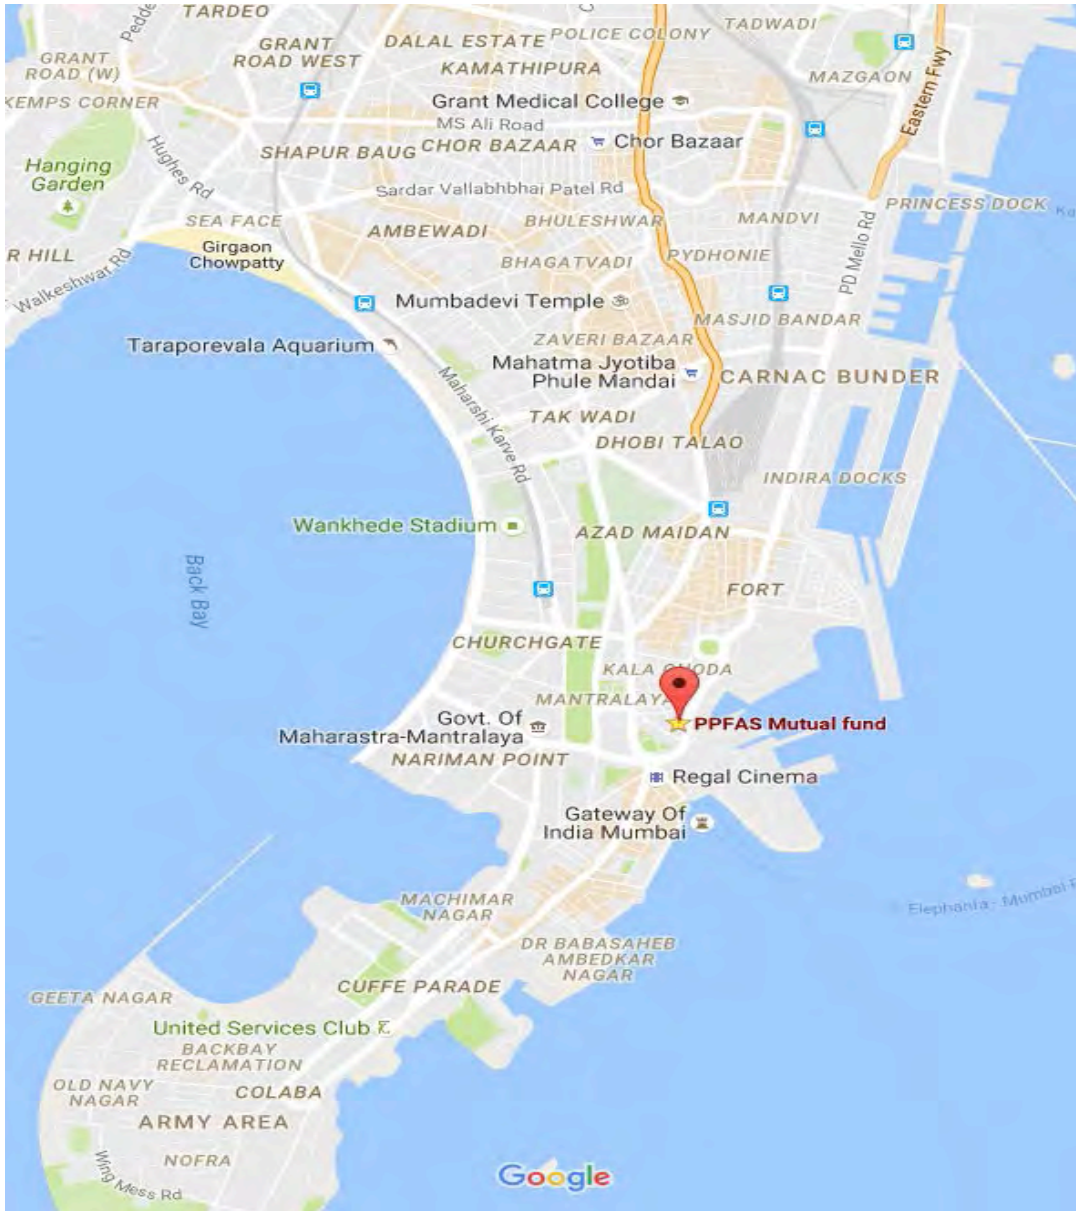 TARDEO
Pedde
GRANT
ROAD (W)
GRANT
ROAD WEST
DALAL ESTATE
POLICE COLONY
TADWADI
KAMATHIPURA
MAZGAON
Eastern Fwy
KEMPS CORNER
Grant Medical College
MS Ali Road
Chor Bazaar
SHAPUR BAUG
CHOR BAZAAR
Hughes Rd
Hanging
Garden
Sardar Vallabhbhai Patel Rd
SEA FACE
AMBEWADI
BHULESHWAR
MANDVI
PRINCESS DOCK
R HILL
Walkeshwar Rd
Girgaon
Chowpatty
BHAGATVADI
PYDHONIE
PD Mello Rd
Mumbadevi Temple
MASJID BANDAR
Taraporevala Aquarium
ZAVERI BAZAAR
Mahatma Jyotiba
Phule Mandai
CARNAC BUNDER
Maharshi Karve Rd
TAK WADI
DHOBI TALAO
INDIRA DOCKS
Wankhede Stadium
AZAD MAIDAN
Back Bay
FORT
CHURCHGATE
KALA GHODA
MANTRALAYA
Govt. Of
Maharastra-Mantralaya
PPFAS Mutual fund
NARIMAN POINT
Regal Cinema
Gateway Of
India Mumbai
MACHIMAR
NAGAR
Elephanta - Mumbai
DR BABASAHEB
AMBEDKAR
NAGAR
CUFFE PARADE
GEETA NAGAR
United Services Club
BACKBAY
RECLAMATION
OLD NAVY
NAGAR
COLABA
ARMY AREA
NOFRA
Wing Mess Rd
Google